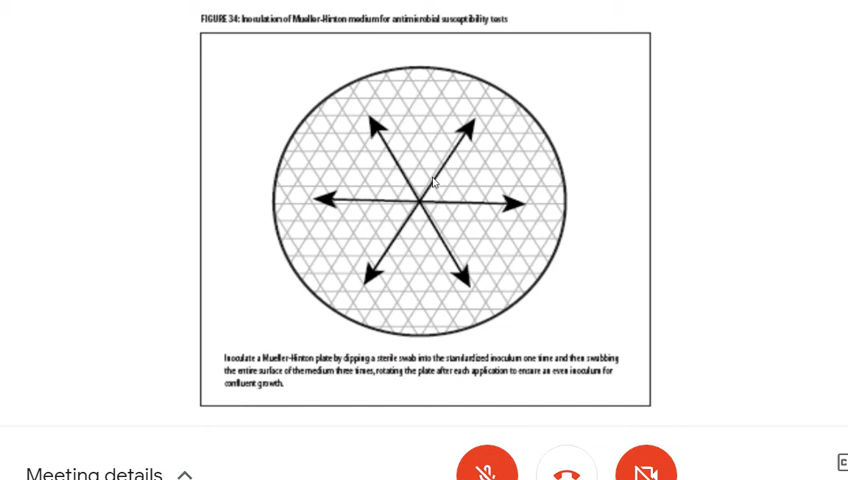 FIGURE 34: Inoculation of Mueller-Hinton medium for antimicrobial susceptibility tests
Inoculate a Mueller-Hinton plate by dipping a sterile swab into the standardized inoculum one time and then swabbing
the entire surface of the medium three times, rotating the plate after each application to ensure an even inoculum for
confluent growth.
Meeting details